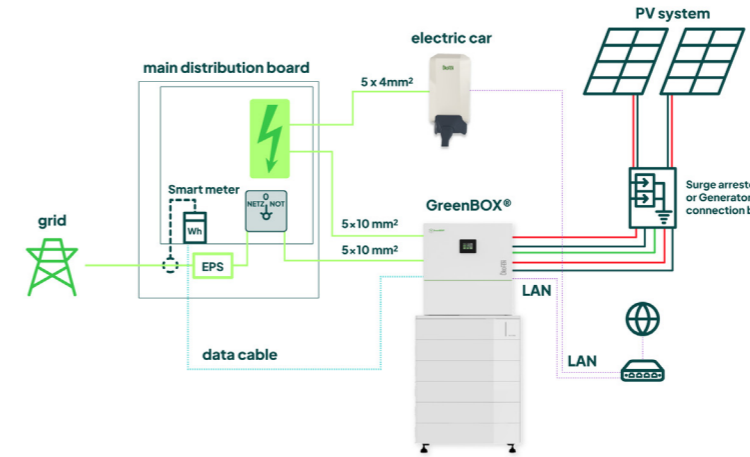 PV system
electric car
main distribution board
5 x 4mm²
Smart meter
0
NETZ NOT
Wh
grid
EPS
5×10 mm²
5×10 mm²
GreenBOX®
Surge arreste
or Generator
connection b
LAN
data cable
LAN